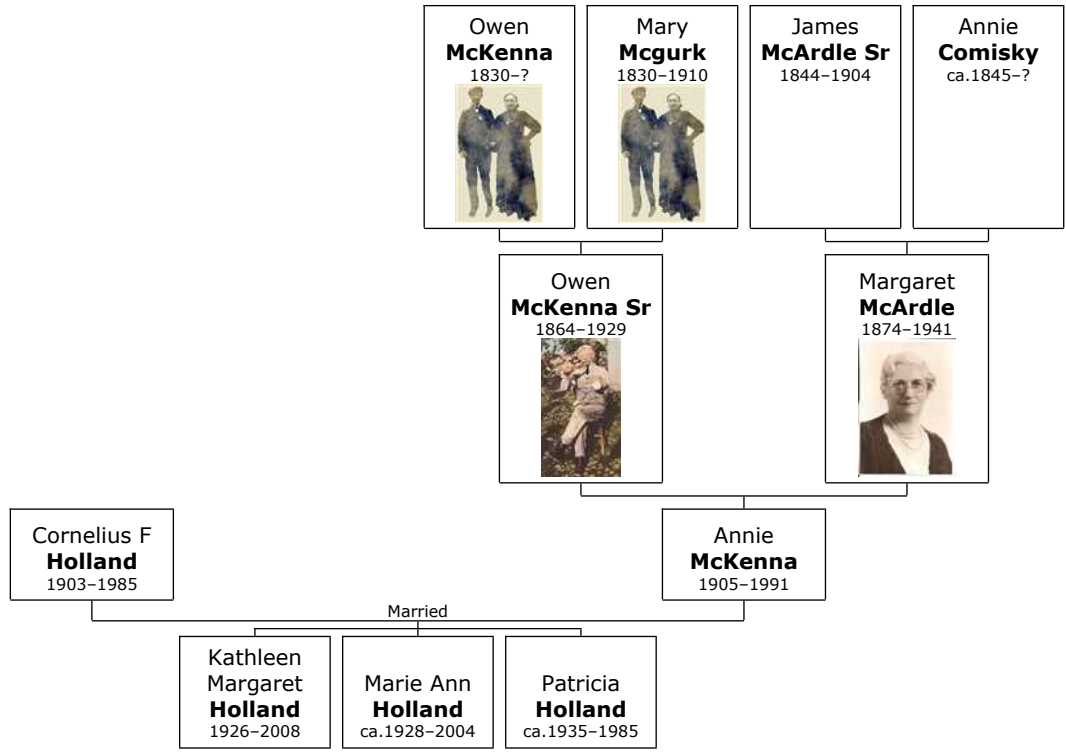 Owen
McKenna
1830–?
Mary
Mcgurk
1830–1910
James
McArdle Sr
1844–1904
Annie
Comisky
ca.1845–?
Owen
McKenna Sr
1864–1929
Margaret
McArdle
1874–1941
Cornelius F
Holland
1903–1985
Annie
McKenna
1905–1991
Married
Kathleen
Margaret
Holland
1926–2008
Marie Ann
Holland
ca.1928–2004
Patricia
Holland
ca.1935–1985